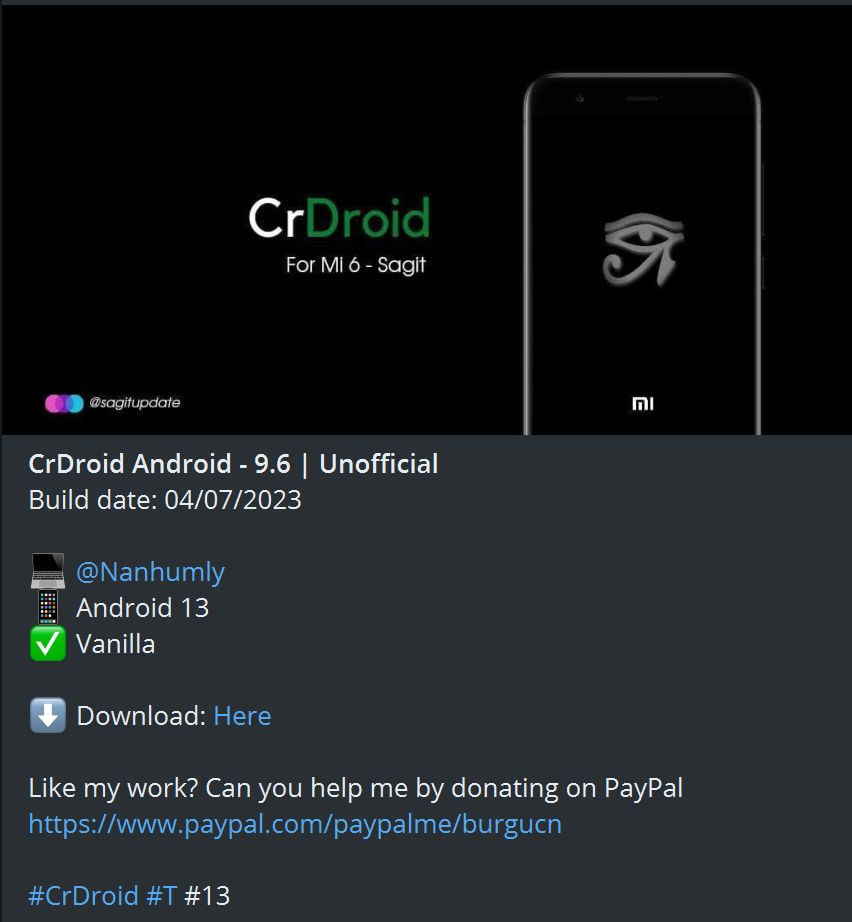 CrDroid
For MI 6 - Sagit
@sagitupdate
MI
CrDroid Android - 9.6 | Unofficial
Build date: 04/07/2023
@Nanhumly
Android 13
Vanilla
Download: Here
Like my work? Can you help me by donating on PayPal
https://www.paypal.com/paypalme/burgucn
#CrDroid #T #13